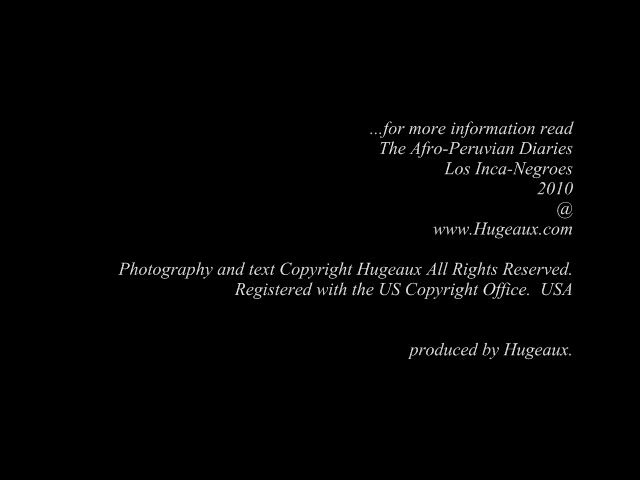 ...for more information read
The Afro-Peruvian Diaries
Los Inca-Negroes
2010
@
www.Hugeaux.com
Photography and text Copyright Hugeaux All Rights Reserved.
Registered with the US Copyright Office.  USA
produced by Hugeaux.